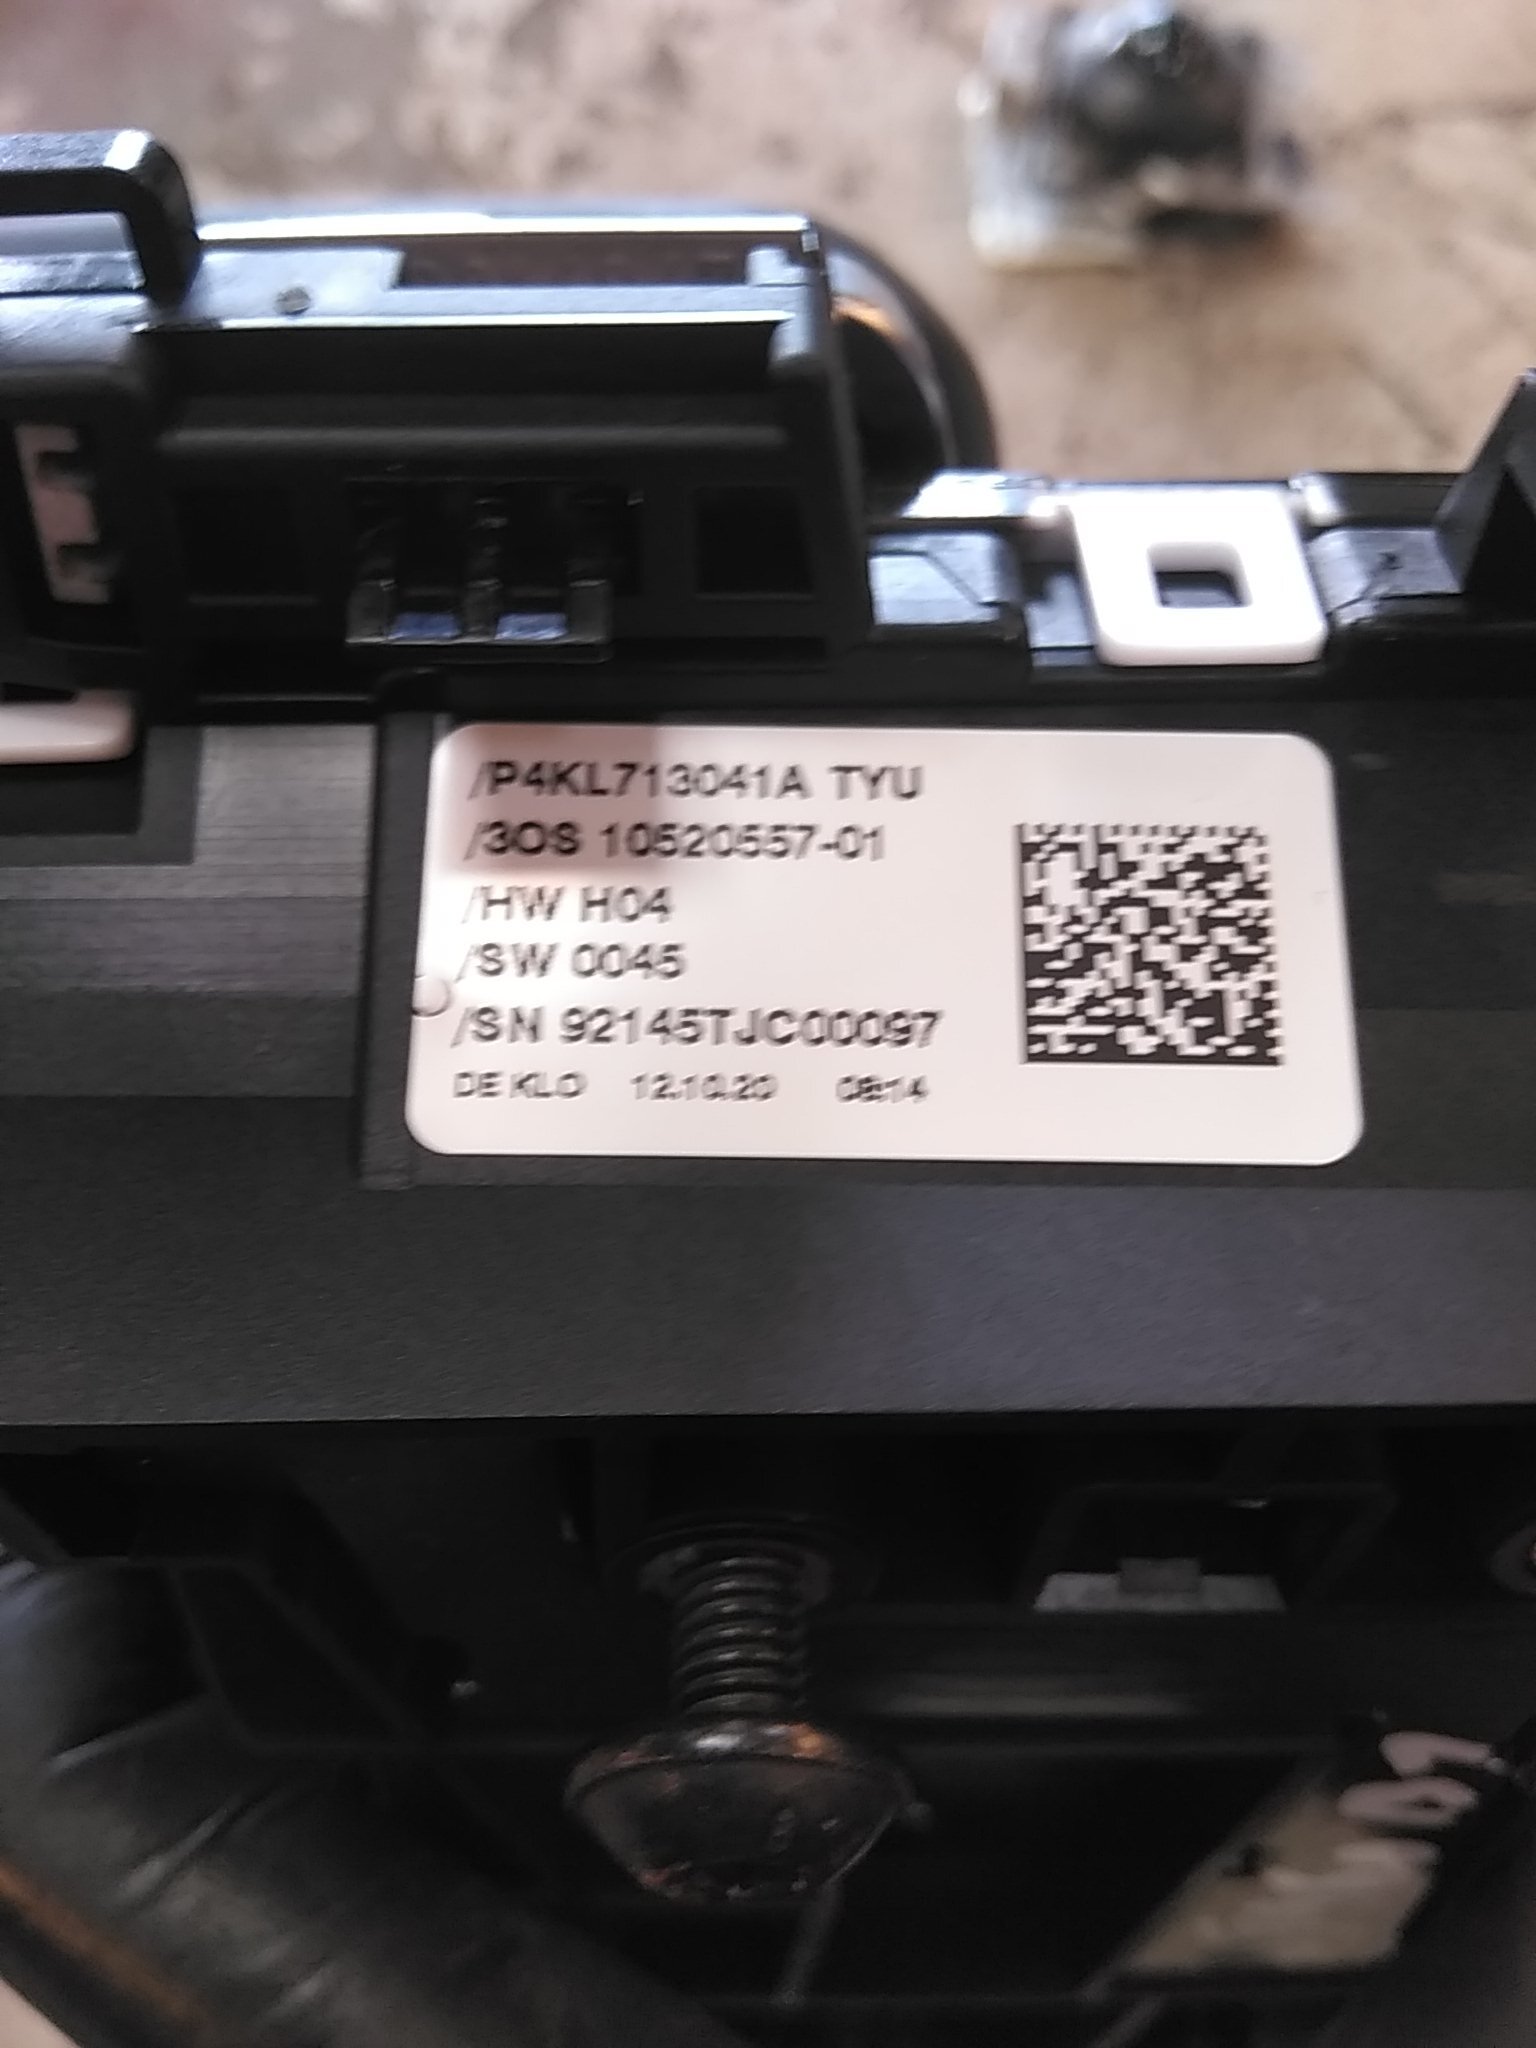 /P4KL713041A TYU
/3OS 10520557-01
/HW H04
/SW 0045
/SN 92145TJC00097
DE KLO 12.10.20 08:14